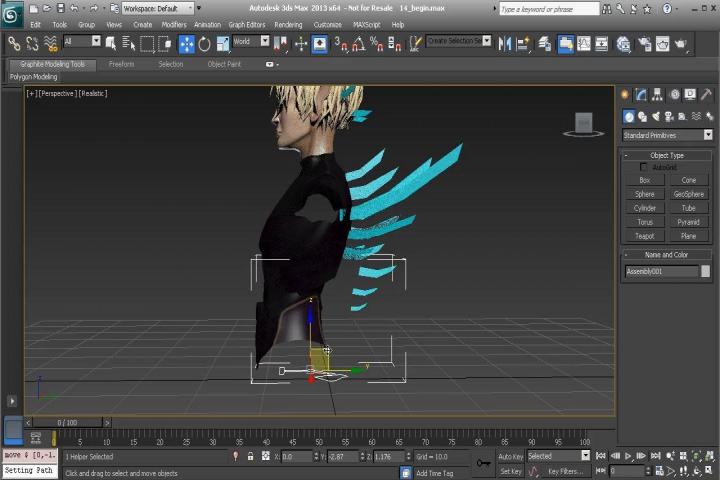 Workspace: Default
Autodesk 3ds Max 2013 x64 - Not for Resale 14_begin.max
Type a keyword or phrase
Edit Tools Group Views Create Modifiers Animation Graph Editors Rendering Customize MAXScript Help
All
World
Create Selection Se
Graphite Modeling Tools Freeform Selection Object Paint
Polygon Modeling
[+] [Perspective] [Realistic]
Standard Primitives
Object Type
AutoGrid
Box Cone
Sphere GeoSphere
Cylinder Tube
Torus Pyramid
Teapot Plane
Name and Color
Assembly001
z
y
0 / 100
0 5 10 15 20 25 30 35 40 45 50 55 60 65 70 75 80 85 90 95 100
move $ [0,-1.
Setting Path
1 Helper Selected
Click and drag to select and move objects
X: 0.0 Y: -2.87 Z: 1.176 Grid = 10.0
Add Time Tag
Auto Key Selected
Set Key Key Filters...
0